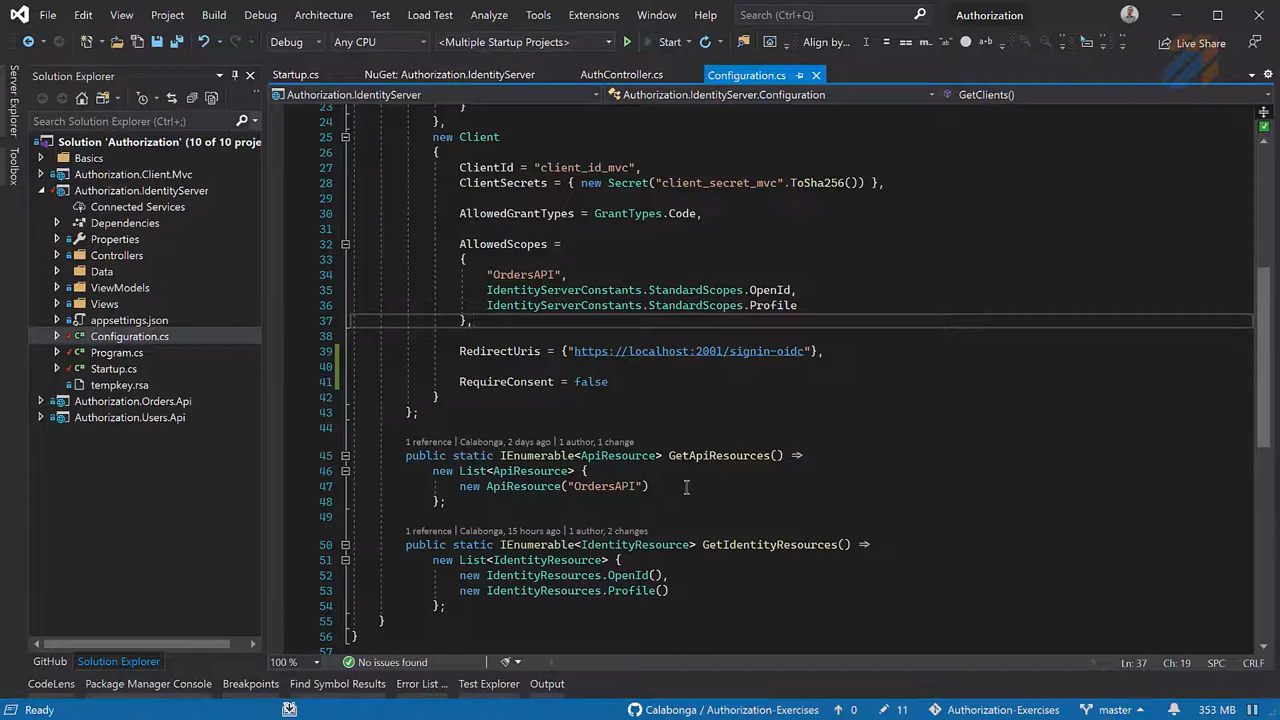 File Edit View Project Build Debug Architecture Test Load Test Analyze Tools Extensions Window Help Search (Ctrl+Q) Authorization
Debug Any CPU <Multiple Startup Projects> Start Align by... Live Share
Server Explorer
Toolbox
Solution Explorer
Search Solution Explorer (Ctrl+;)
Solution 'Authorization' (10 of 10 proje
Basics
Authorization.Client.Mvc
Authorization.IdentityServer
Connected Services
Dependencies
Properties
Controllers
Data
ViewModels
Views
appsettings.json
Configuration.cs
Program.cs
Startup.cs
tempkey.rsa
Authorization.Orders.Api
Authorization.Users.Api
GitHub Solution Explorer
Startup.cs NuGet: Authorization.IdentityServer AuthController.cs Configuration.cs
Authorization.IdentityServer Authorization.IdentityServer.Configuration GetClients()
23 }
24 },
25 new Client
26 {
27 ClientId = "client_id_mvc",
28 ClientSecrets = { new Secret("client_secret_mvc".ToSha256()) },
29
30 AllowedGrantTypes = GrantTypes.Code,
31
32 AllowedScopes =
33 {
34 "OrdersAPI",
35 IdentityServerConstants.StandardScopes.OpenId,
36 IdentityServerConstants.StandardScopes.Profile
37 },
38
39 RedirectUris = {"https://localhost:2001/signin-oidc"},
40
41 RequireConsent = false
42 }
43 };
44
1 reference | Calabonga, 2 days ago | 1 author, 1 change
45 public static IEnumerable<ApiResource> GetApiResources() =>
46 new List<ApiResource> {
47 new ApiResource("OrdersAPI")
48 };
49
1 reference | Calabonga, 15 hours ago | 1 author, 2 changes
50 public static IEnumerable<IdentityResource> GetIdentityResources() =>
51 new List<IdentityResource> {
52 new IdentityResources.OpenId(),
53 new IdentityResources.Profile()
54 };
55 }
56 }
57
100 % No issues found Ln: 37 Ch: 19 SPC CRLF
CodeLens Package Manager Console Breakpoints Find Symbol Results Error List ... Test Explorer Output
Ready Calabonga / Authorization-Exercises 0 11 Authorization-Exercises master 353 MB